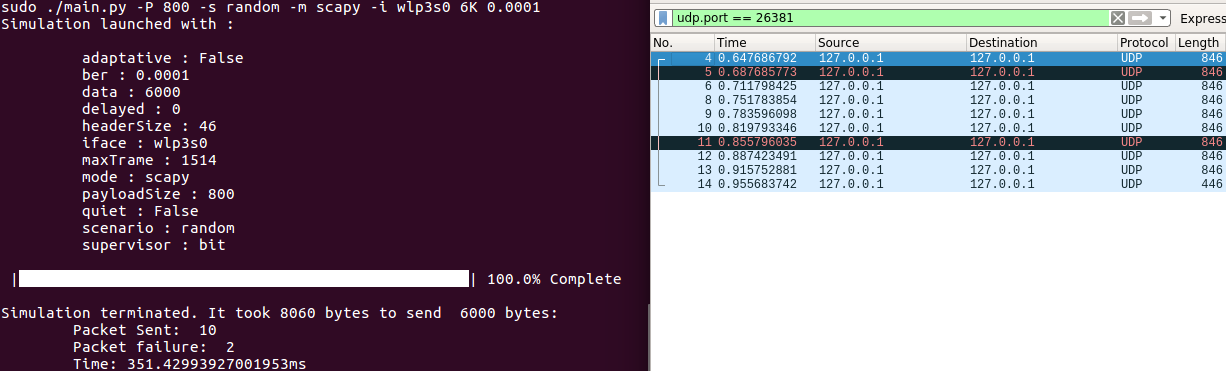 sudo ./main.py -P 800 -s random -m scapy -i wlp3s0 6K 0.0001
Simulation launched with :
adaptative : False
ber : 0.0001
data : 6000
delayed : 0
headerSize : 46
iface : wlp3s0
maxTrame : 1514
mode : scapy
payloadSize : 800
quiet : False
scenario : random
supervisor : bit
| | 100.0% Complete
Simulation terminated. It took 8060 bytes to send  6000 bytes:
Packet Sent:  10
Packet failure:  2
Time: 351.42993927001953ms
udp.port == 26381 Express
No. Time Source Destination Protocol Length
4 0.647686792 127.0.0.1 127.0.0.1 UDP 846
5 0.687685773 127.0.0.1 127.0.0.1 UDP 846
6 0.711798425 127.0.0.1 127.0.0.1 UDP 846
8 0.751783854 127.0.0.1 127.0.0.1 UDP 846
9 0.783596098 127.0.0.1 127.0.0.1 UDP 846
10 0.819793346 127.0.0.1 127.0.0.1 UDP 846
11 0.855796035 127.0.0.1 127.0.0.1 UDP 846
12 0.887423491 127.0.0.1 127.0.0.1 UDP 846
13 0.915752881 127.0.0.1 127.0.0.1 UDP 846
14 0.955683742 127.0.0.1 127.0.0.1 UDP 446